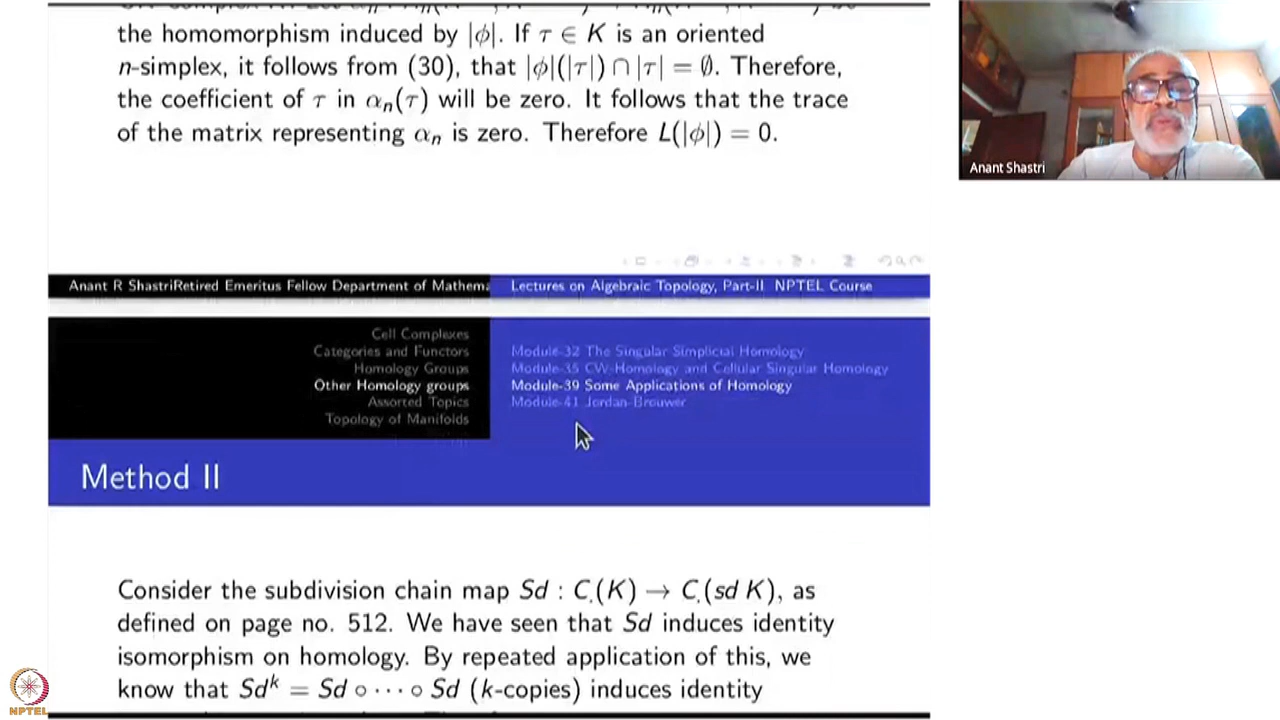 the homomorphism induced by |ϕ|. If τ ∈ K is an oriented
n-simplex, it follows from (30), that |ϕ|(|τ|) ∩ |τ| = ∅. Therefore,
the coefficient of τ in αₙ(τ) will be zero. It follows that the trace
of the matrix representing αₙ is zero. Therefore L(|ϕ|) = 0.
Anant Shastri
Anant R ShastriRetired Emeritus Fellow Department of Mathema
Lectures on Algebraic Topology, Part-II NPTEL Course
Cell Complexes
Categories and Functors
Homology Groups
Other Homology groups
Assorted Topics
Topology of Manifolds
Module-32 The Singular Simplicial Homology
Module-35 CW-Homology and Cellular Singular Homology
Module-39 Some Applications of Homology
Module-41 Jordan-Brouwer
Method II
Consider the subdivision chain map Sd : C.(K) → C.(sd K), as
defined on page no. 512. We have seen that Sd induces identity
isomorphism on homology. By repeated application of this, we
know that Sdᵏ = Sd ∘ ⋯ ∘ Sd (k-copies) induces identity
NPTEL